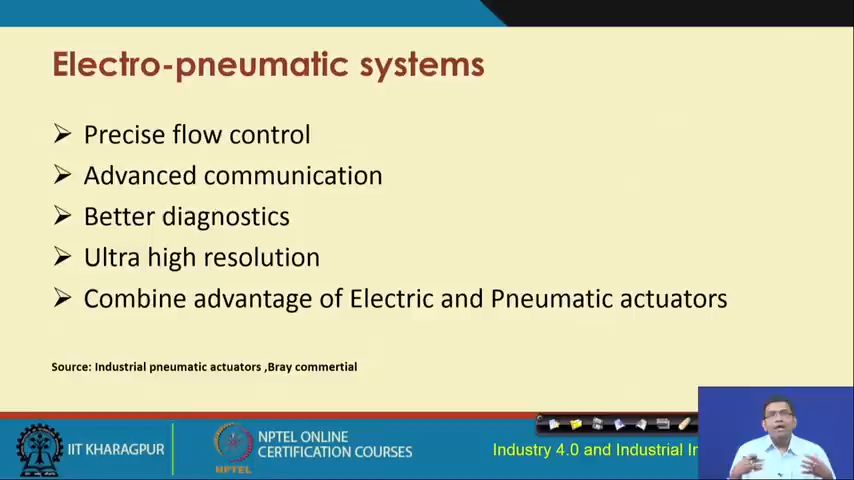 Electro-pneumatic systems
Precise flow control
Advanced communication
Better diagnostics
Ultra high resolution
Combine advantage of Electric and Pneumatic actuators
Source: Industrial pneumatic actuators ,Bray commertial
IIT KHARAGPUR
NPTEL
NPTEL ONLINE
CERTIFICATION COURSES
Industry 4.0 and Industrial In